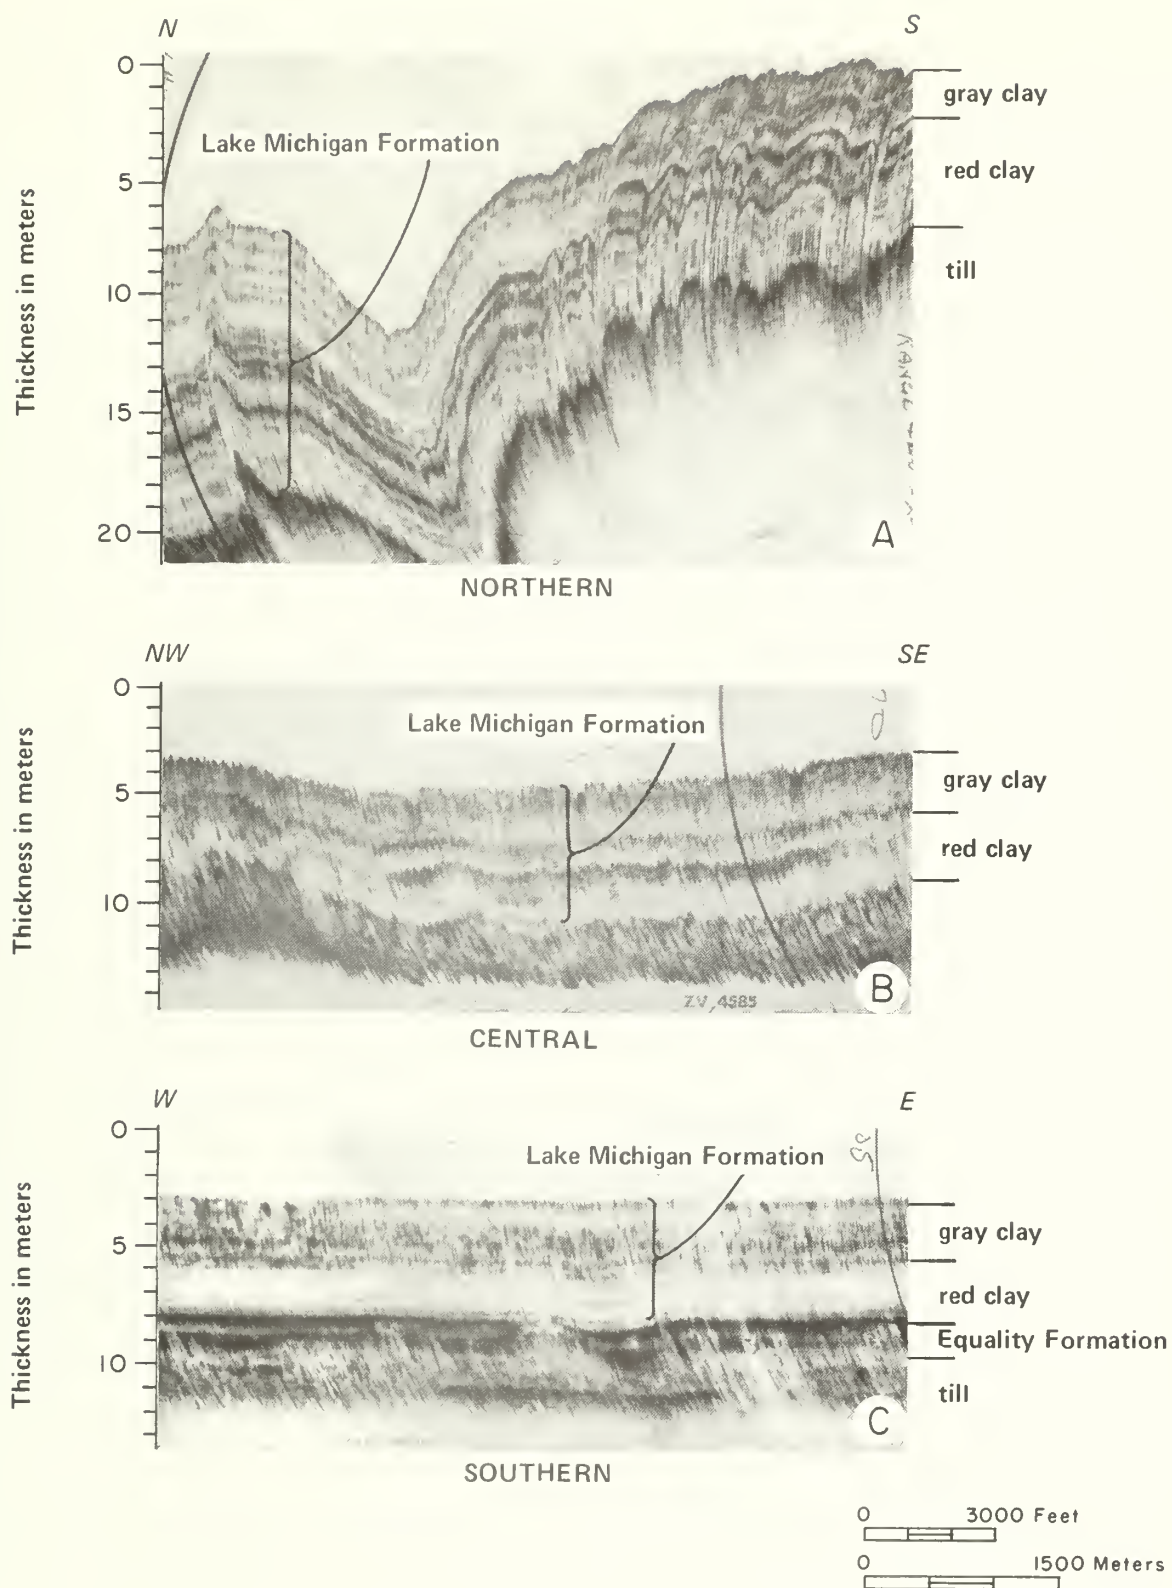 N S
0
5
10
15
20
Thickness in meters
Lake Michigan Formation
gray clay
red clay
till
A
NORTHERN
NW SE
0
5
10
Thickness in meters
Lake Michigan Formation
gray clay
red clay
B
CENTRAL
W E
0
5
10
Thickness in meters
Lake Michigan Formation
gray clay
red clay
Equality Formation
till
C
SOUTHERN
0 3000 Feet
0 1500 Meters